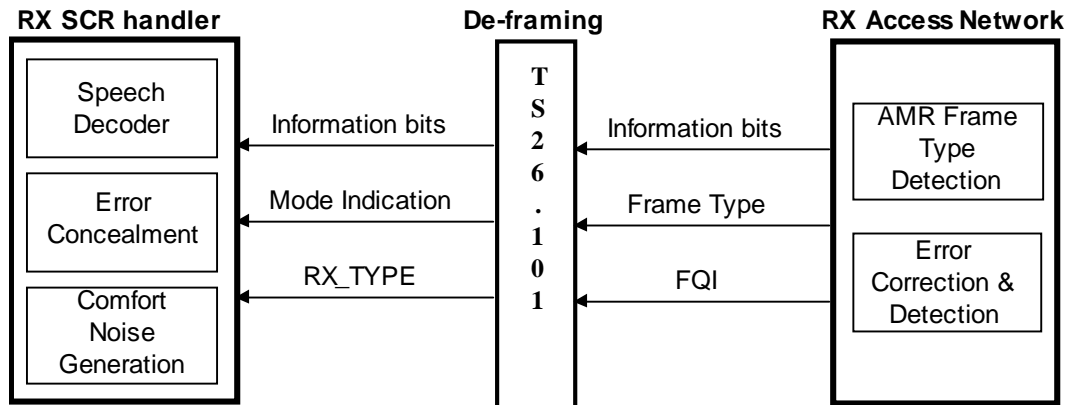 RX SCR handler
De-framing
RX Access Network
Speech
Decoder
Error
Concealment
Comfort
Noise
Generation
Information bits
Mode Indication
RX_TYPE
T
S
2
6
.
1
0
1
Information bits
Frame Type
FQI
AMR Frame
Type
Detection
Error
Correction &
Detection